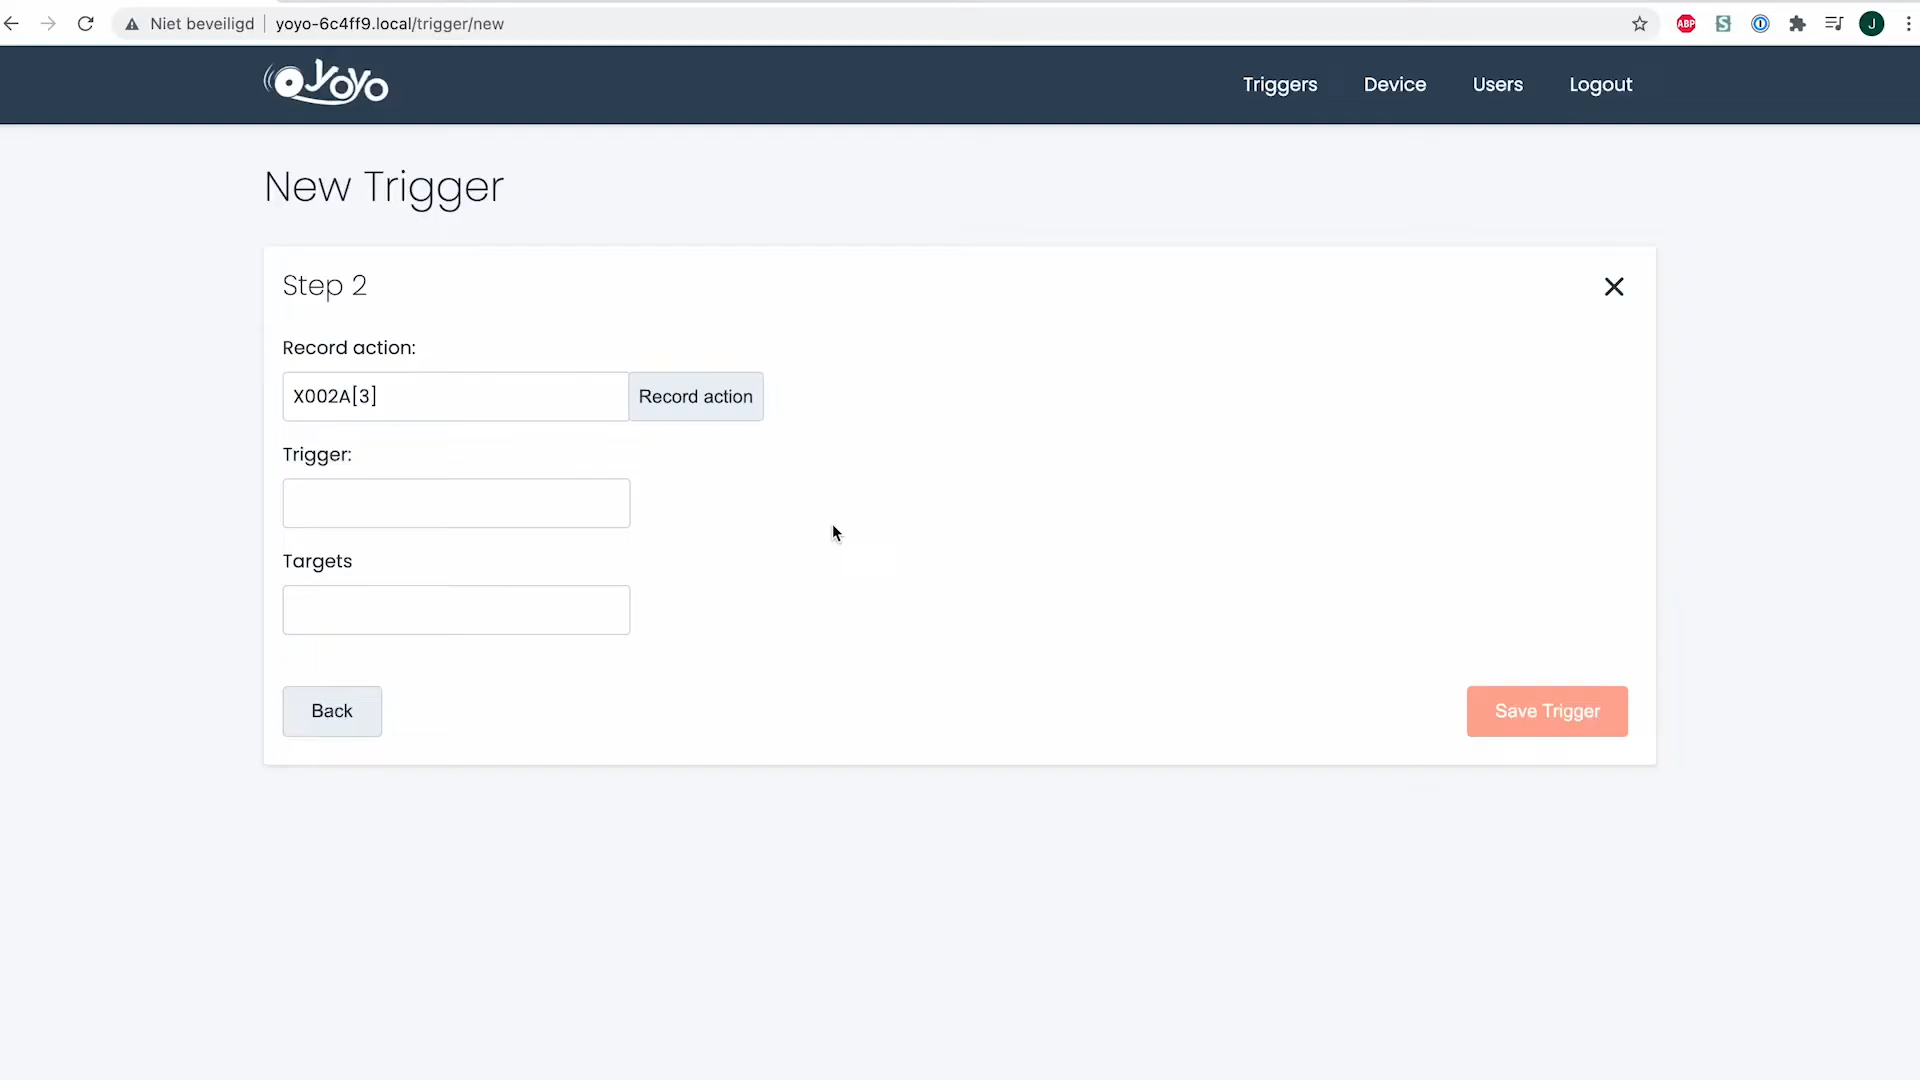 Niet beveiligd yoyo-6c4ff9.local/trigger/new ABP S J
YOYO Triggers Device Users Logout
New Trigger
Step 2
Record action:
X002A[3] Record action
Trigger:
Targets
Back Save Trigger